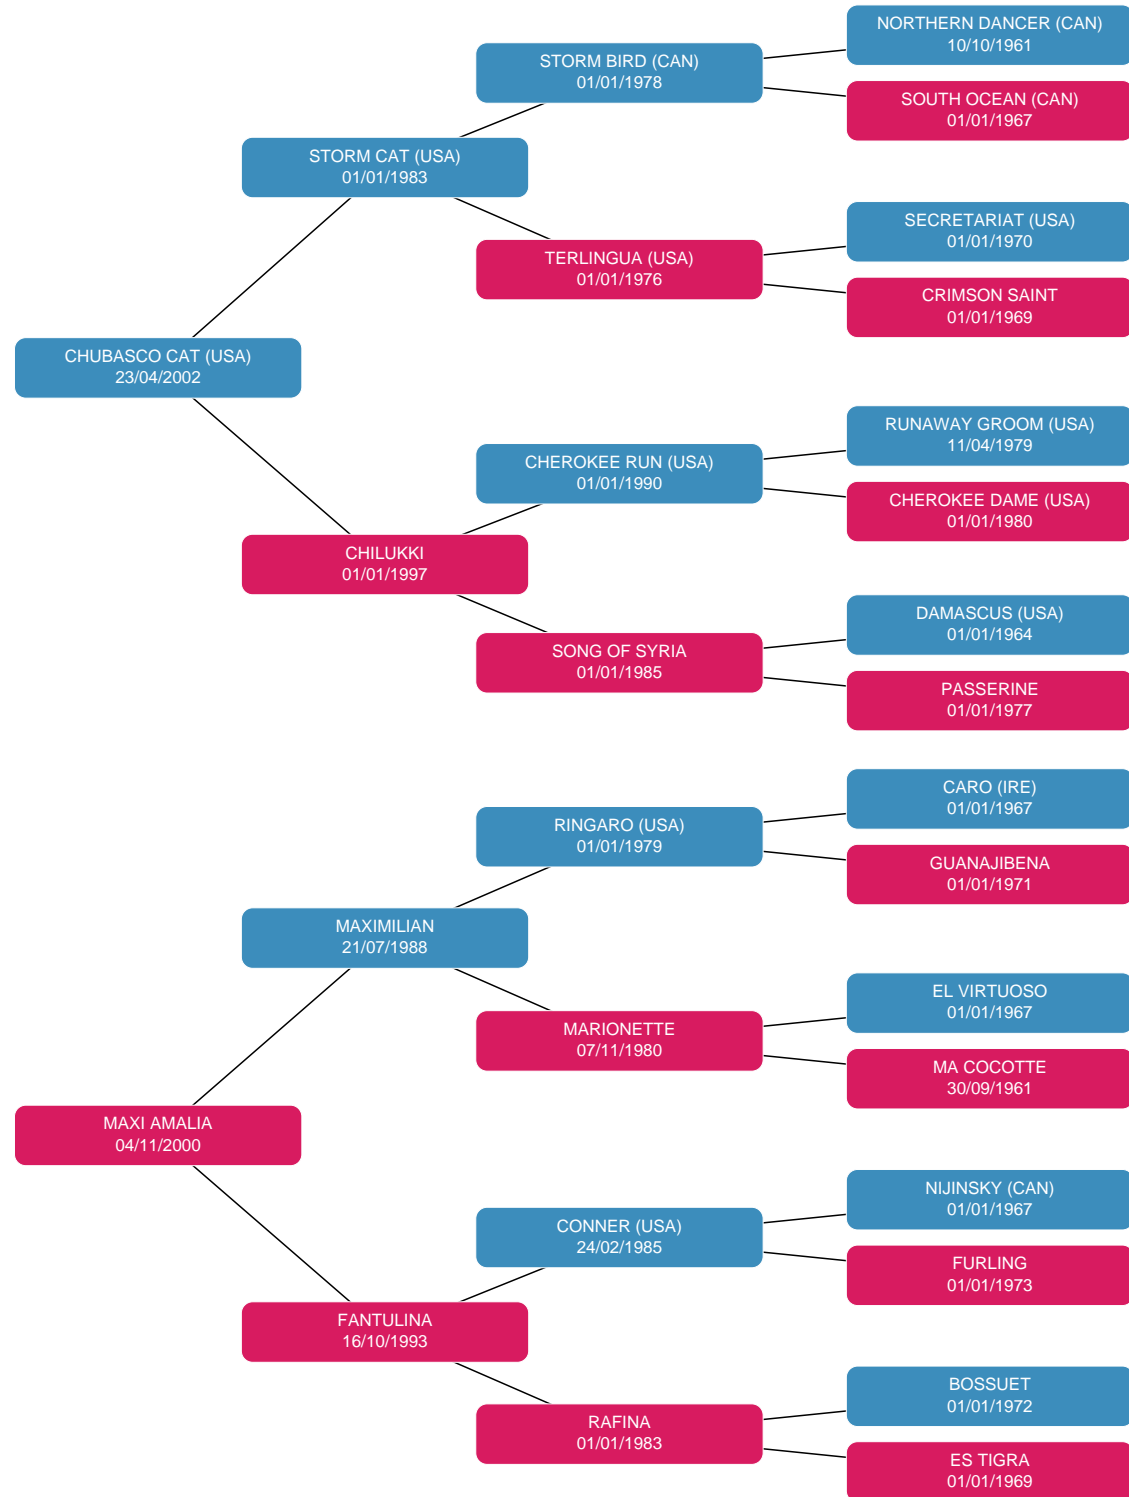 NORTHERN DANCER (CAN)
10/10/1961
STORM BIRD (CAN)
01/01/1978
SOUTH OCEAN (CAN)
01/01/1967
STORM CAT (USA)
01/01/1983
SECRETARIAT (USA)
01/01/1970
TERLINGUA (USA)
01/01/1976
CRIMSON SAINT
01/01/1969
CHUBASCO CAT (USA)
23/04/2002
RUNAWAY GROOM (USA)
11/04/1979
CHEROKEE RUN (USA)
01/01/1990
CHEROKEE DAME (USA)
01/01/1980
CHILUKKI
01/01/1997
DAMASCUS (USA)
01/01/1964
SONG OF SYRIA
01/01/1985
PASSERINE
01/01/1977
CARO (IRE)
01/01/1967
RINGARO (USA)
01/01/1979
GUANAJIBENA
01/01/1971
MAXIMILIAN
21/07/1988
EL VIRTUOSO
01/01/1967
MARIONETTE
07/11/1980
MA COCOTTE
30/09/1961
MAXI AMALIA
04/11/2000
NIJINSKY (CAN)
01/01/1967
CONNER (USA)
24/02/1985
FURLING
01/01/1973
FANTULINA
16/10/1993
BOSSUET
01/01/1972
RAFINA
01/01/1983
ES TIGRA
01/01/1969